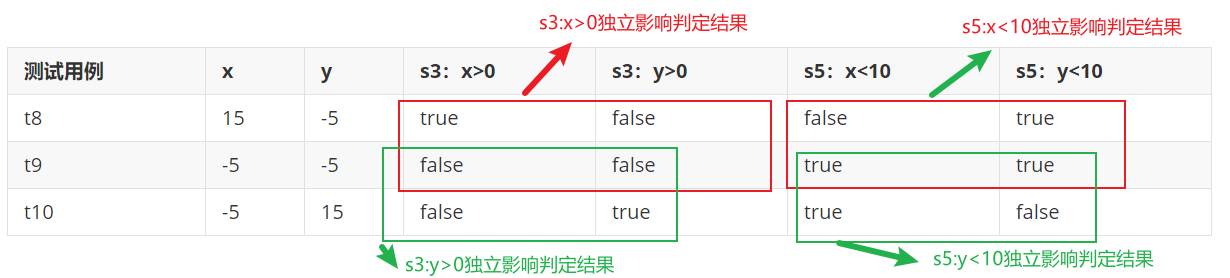 s3:x>0独立影响判定结果
s5:x<10独立影响判定结果
测试用例 x y s3：x>0 s3：y>0 s5：x<10 s5：y<10
t8 15 -5 true false false true
t9 -5 -5 false false true true
t10 -5 15 false true true false
s3:y>0独立影响判定结果
s5:y<10独立影响判定结果